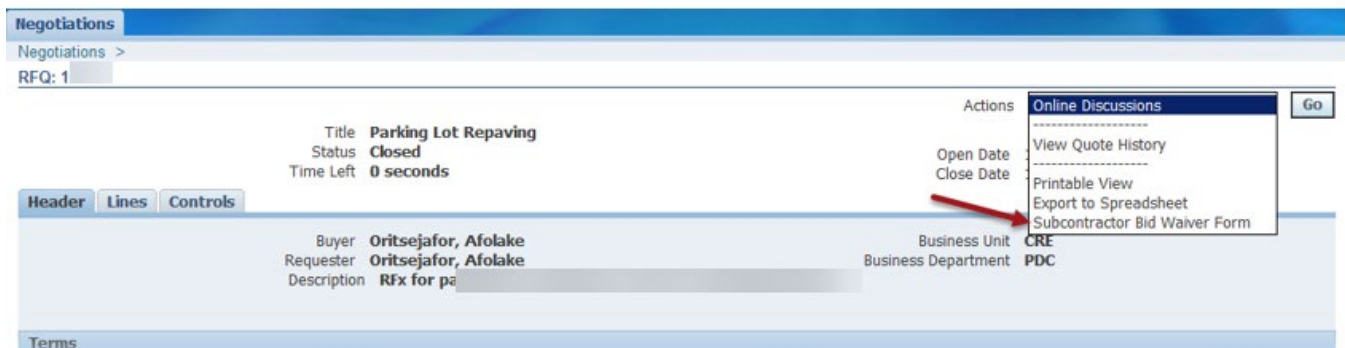 Negotiations
Negotiations >
RFQ: 1
Actions Online Discussions Go
-------------------
View Quote History
-------------------
Printable View
Export to Spreadsheet
Subcontractor Bid Waiver Form
Title Parking Lot Repaving
Status Closed
Time Left 0 seconds
Open Date
Close Date
Header Lines Controls
Buyer Oritsejafor, Afolake
Requester Oritsejafor, Afolake
Description RFx for
Business Unit CRE
Business Department PDC
Terms